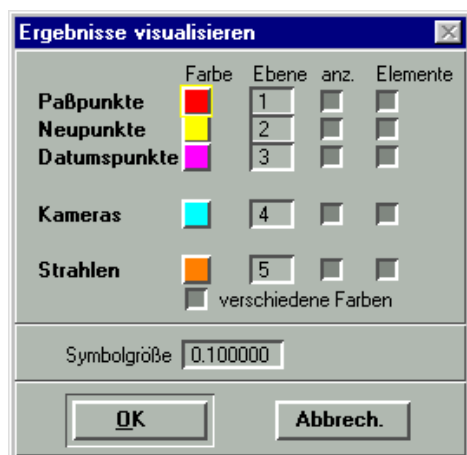 Ergebnisse visualisieren
Farbe Ebene anz. Elemente
Paßpunkte 1
Neupunkte 2
Datumspunkte 3
Kameras 4
Strahlen 5
verschiedene Farben
Symbolgröße 0.100000
OK Abbrech.